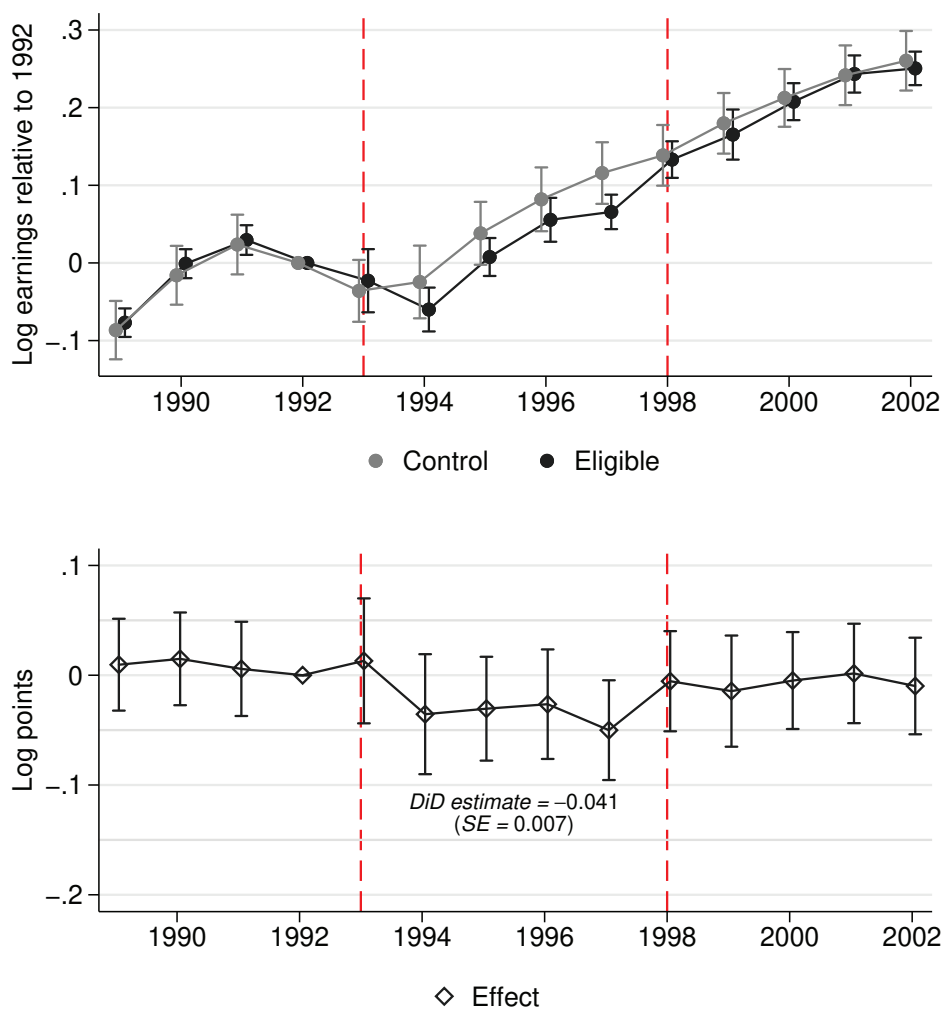 Log earnings relative to 1992
.3
.2
.1
0
−.1
1990 1992 1994 1996 1998 2000 2002
Control Eligible
Log points
.1
0
−.1
−.2
DiD estimate = −0.041
(SE = 0.007)
1990 1992 1994 1996 1998 2000 2002
Effect